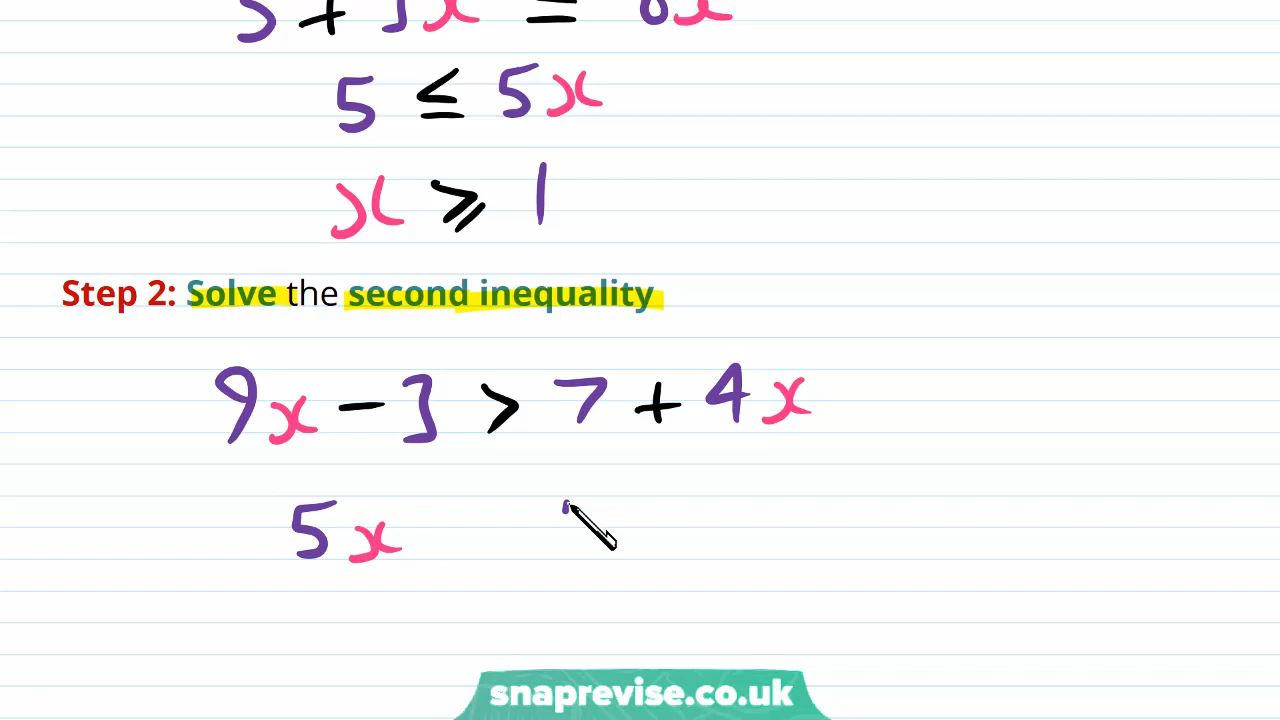 5 ≤ 5x
x ⩾ 1
Step 2: Solve the second inequality
9x - 3 > 7 + 4x
5x
snaprevise.co.uk